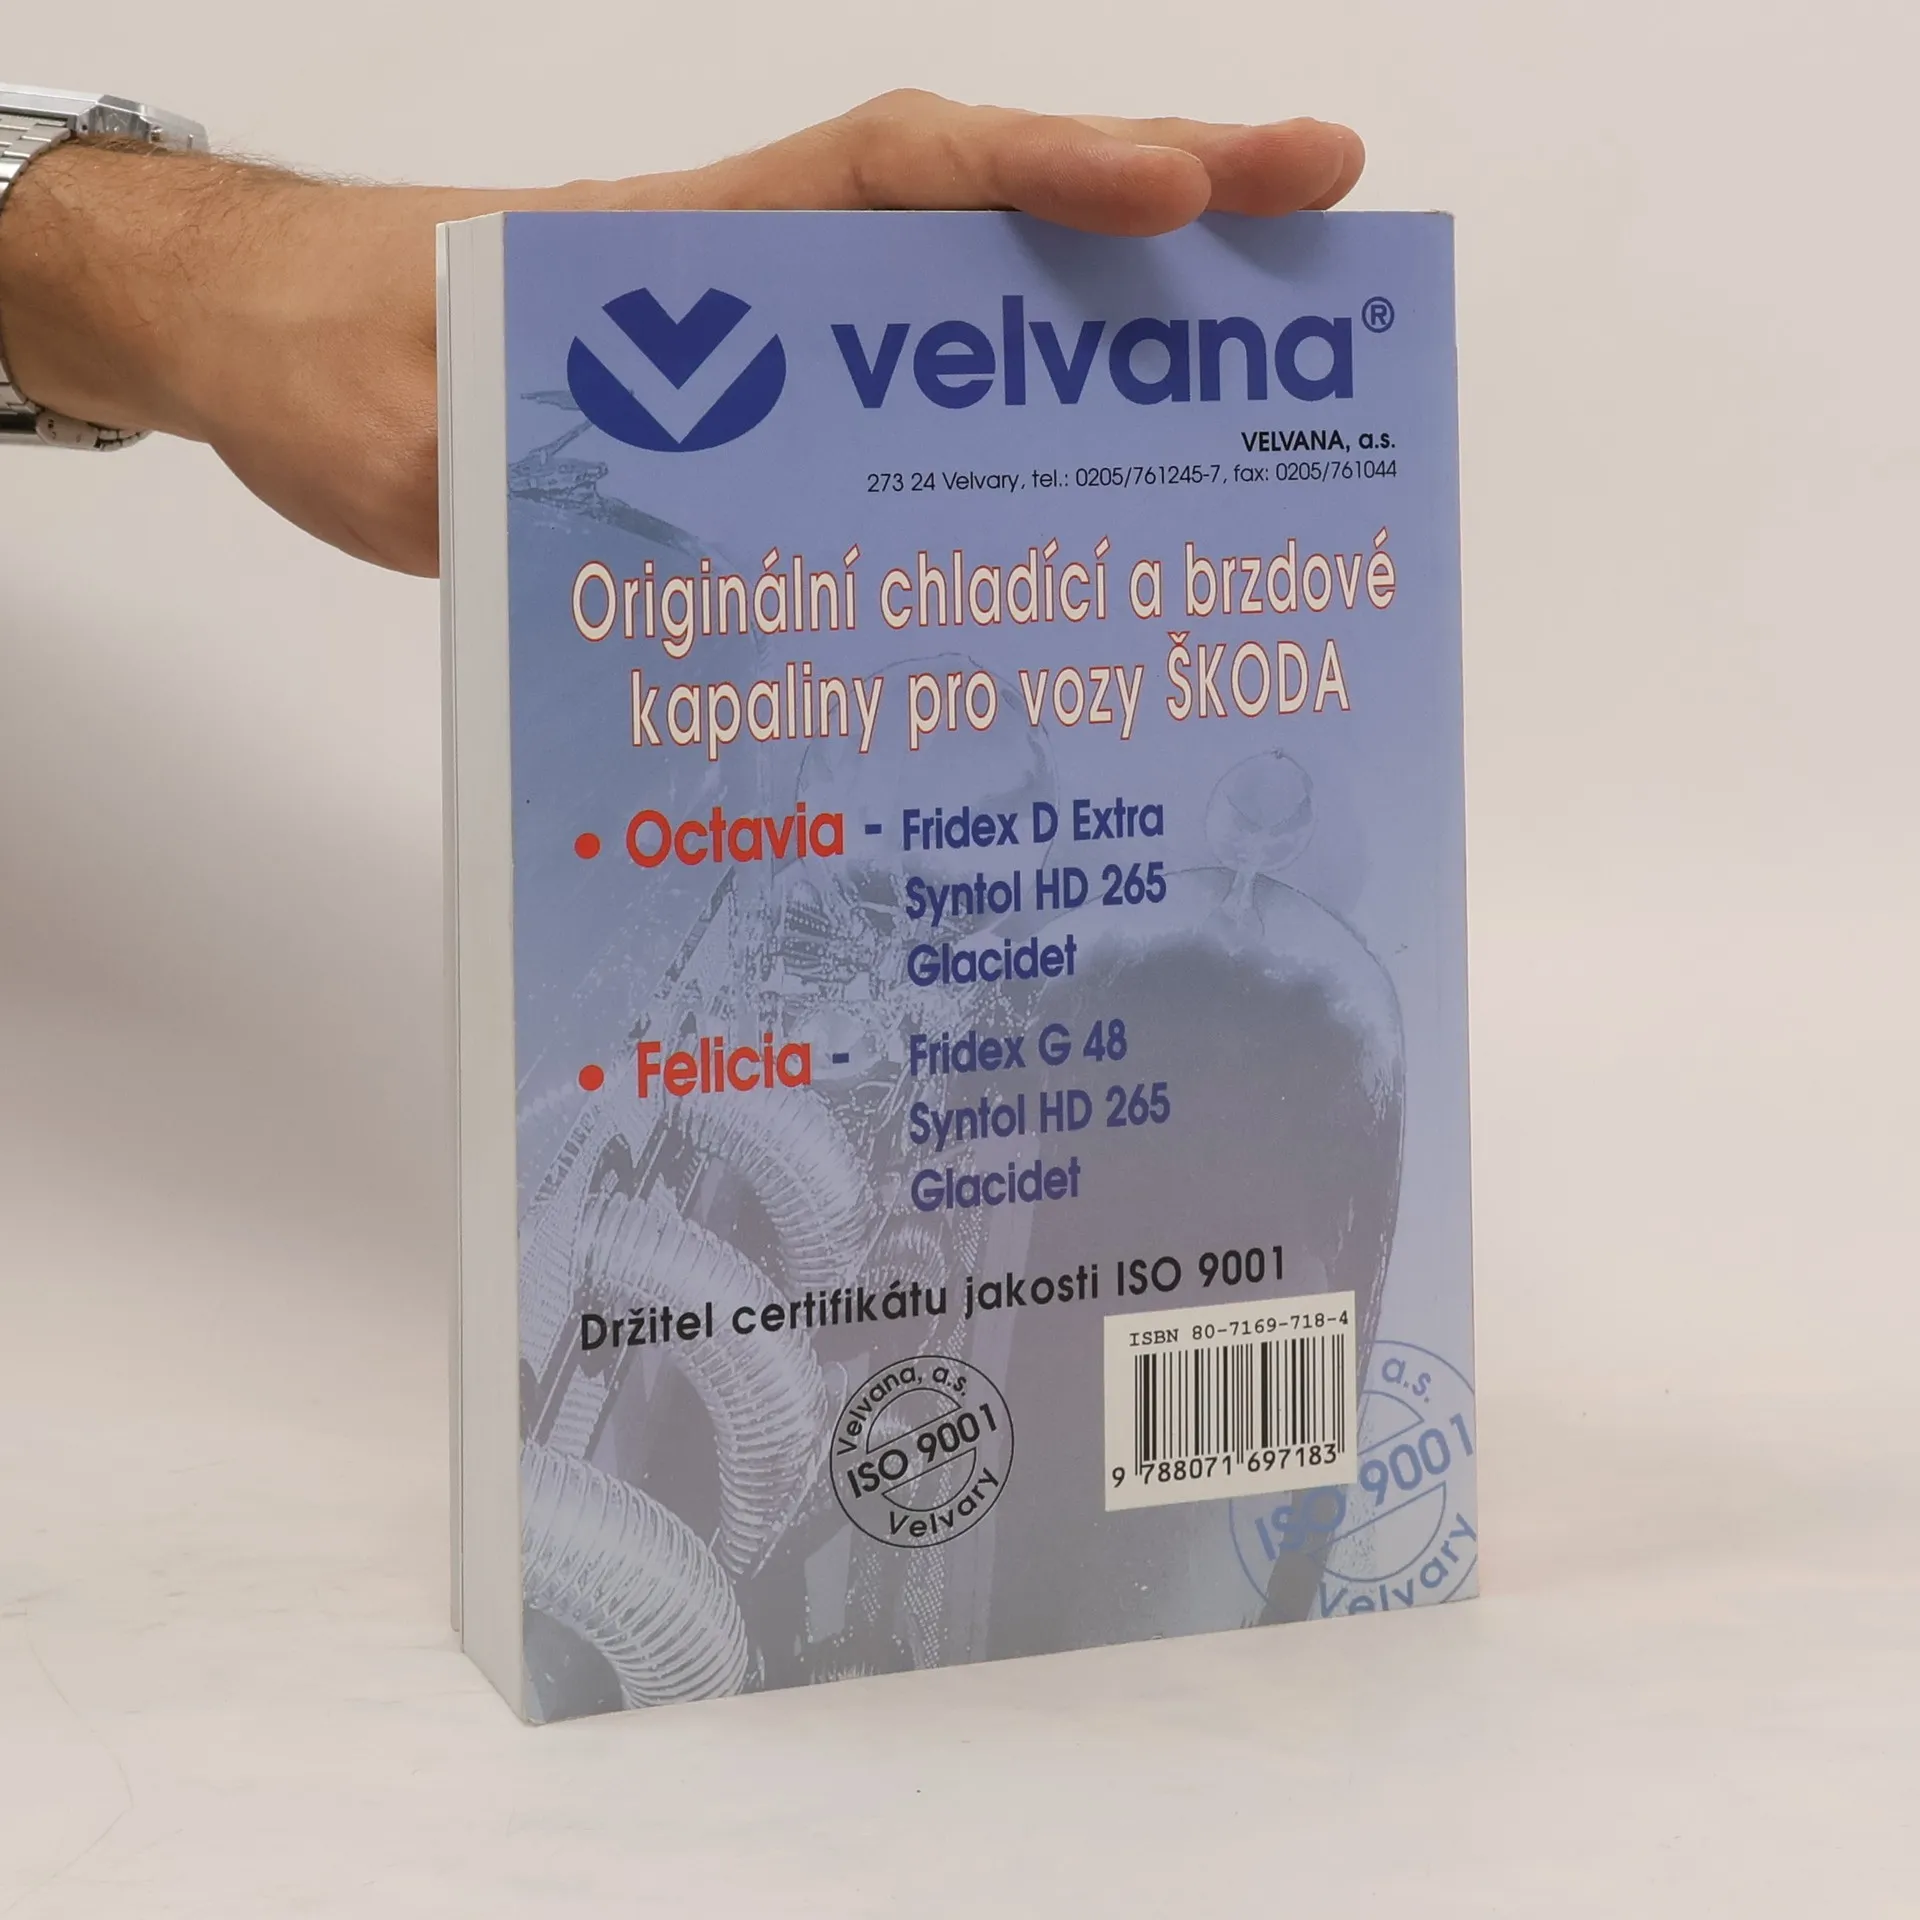 velvana®
VELVANA, a.s.
273 24 Velvary, tel.: 0205/761245-7, fax: 0205/761044
Originální chladící a brzdové
kapaliny pro vozy ŠKODA
• Octavia - Fridex D Extra
Syntol HD 265
Glacidet
• Felicia - Fridex G 48
Syntol HD 265
Glacidet
Držitel certifikátu jakosti ISO 9001
Velvana, a.s.
ISO 9001
Velvary
ISBN 80-7169-718-4
9 788071 697183
a.s.
ISO 9001
Velvary